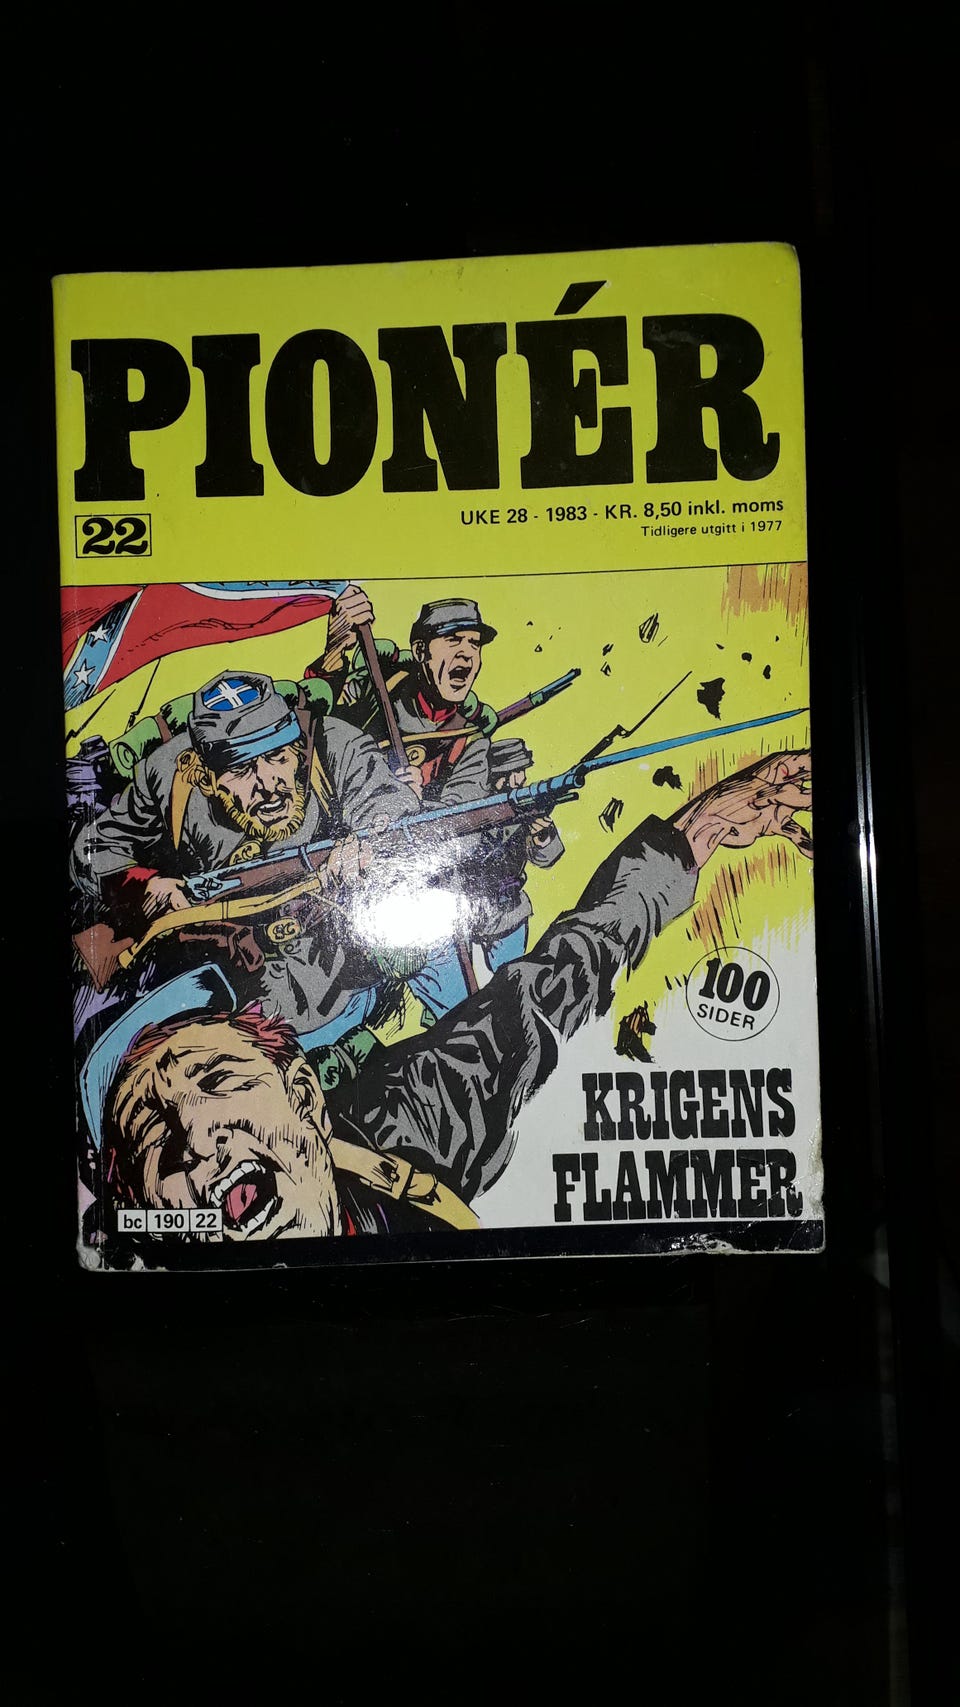 PIONÉR
22
UKE 28 - 1983 - KR. 8,50 inkl. moms
Tidligere utgitt i 1977
100
SIDER
KRIGENS
FLAMMER
bc 190 22